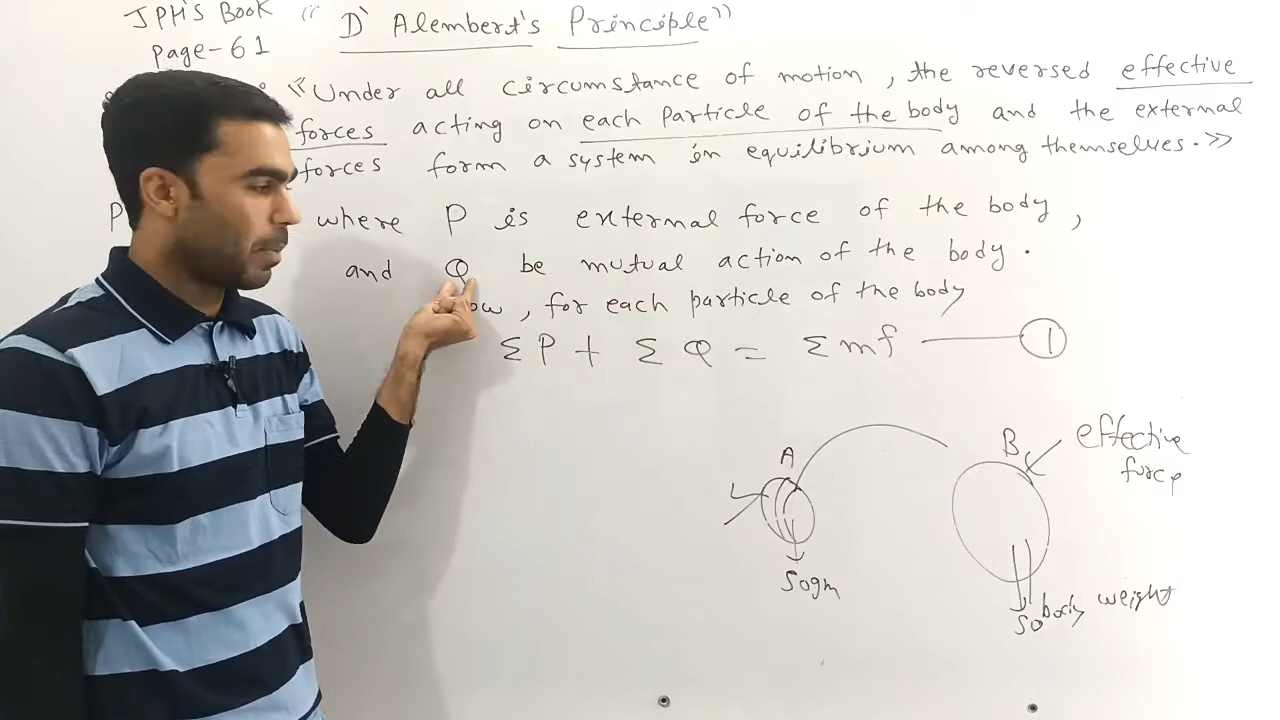 JPH'S BOOK
Page-61
" D' Alembert's Principle"
« Under all circumstance of motion, the reversed effective
forces acting on each particle of the body and the external
forces form a system in equilibrium among themselves. »
P where P is external force of the body,
and Q be mutual action of the body.
ow, for each particle of the body
Σ P + Σ Q = Σ mf 1
A
B
effective
force
50gm
50
body weight